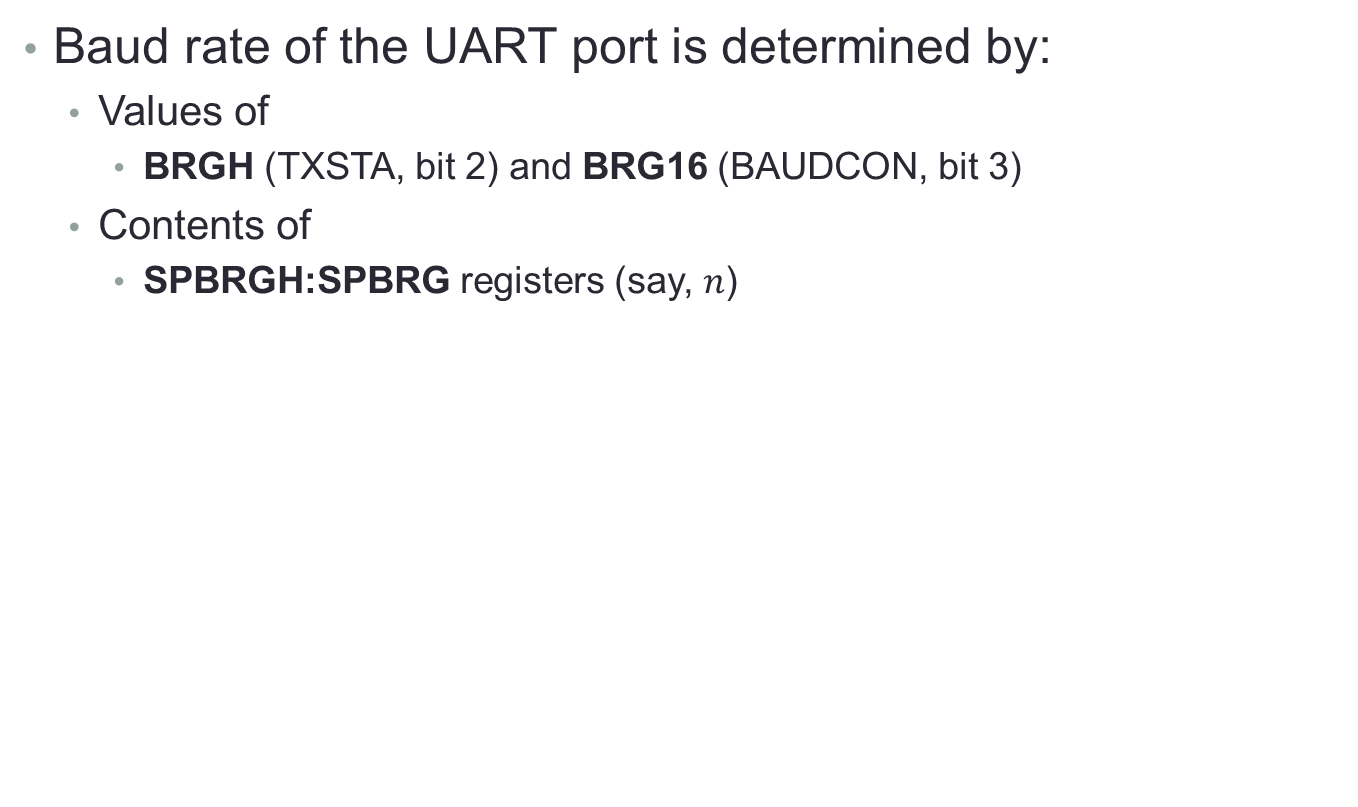 • Baud rate of the UART port is determined by:
• Values of
• BRGH (TXSTA, bit 2) and BRG16 (BAUDCON, bit 3)
• Contents of
• SPBRGH:SPBRG registers (say, 𝑛)